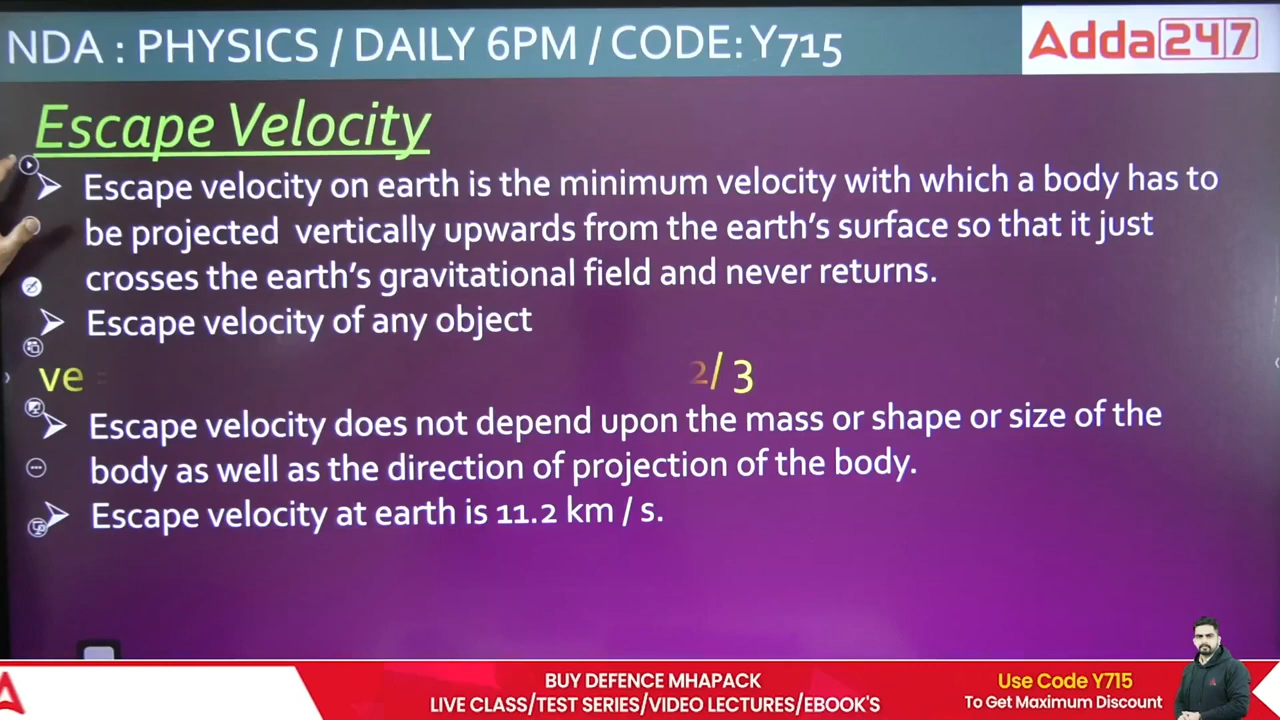 NDA : PHYSICS / DAILY 6PM / CODE: Y715
Adda247
Escape Velocity
➢ Escape velocity on earth is the minimum velocity with which a body has to
be projected vertically upwards from the earth's surface so that it just
crosses the earth's gravitational field and never returns.
➢ Escape velocity of any object
ve = 2/ 3
➢ Escape velocity does not depend upon the mass or shape or size of the
body as well as the direction of projection of the body.
➢ Escape velocity at earth is 11.2 km / s.
BUY DEFENCE MHAPACK
LIVE CLASS/TEST SERIES/VIDEO LECTURES/EBOOK'S
Use Code Y715
To Get Maximum Discount